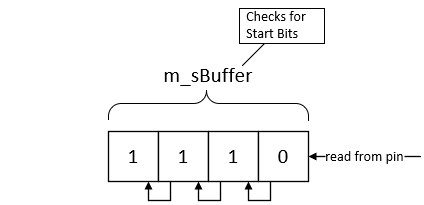 Checks for
Start Bits
m_sBuffer
1 1 1 0
read from pin